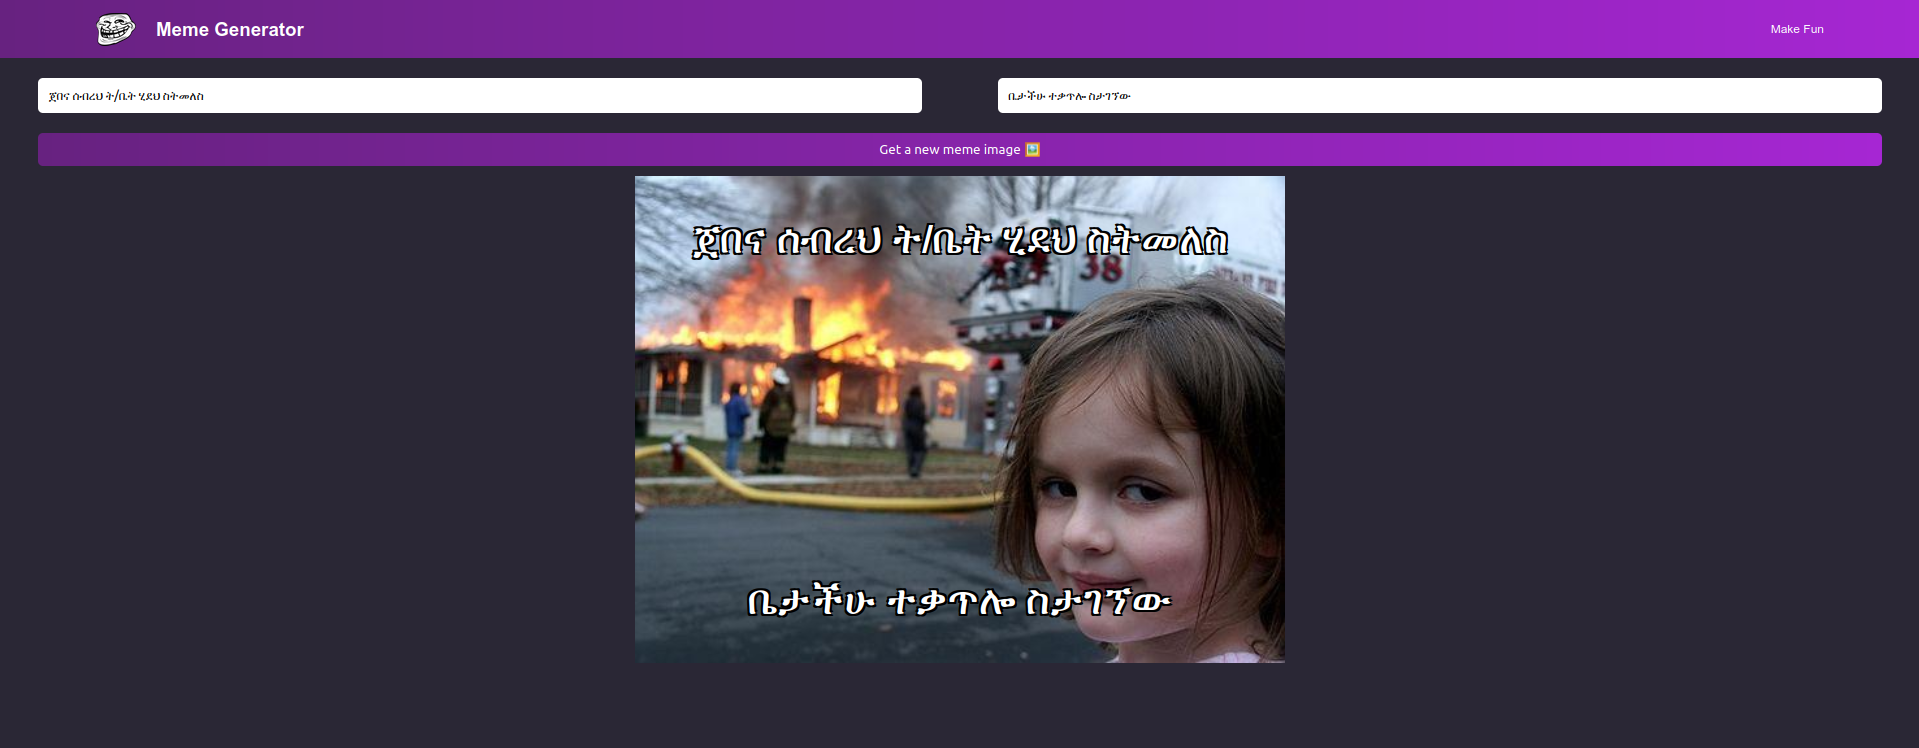 Meme Generator
Make Fun
ጀበና ሰብረህ ት/ቤት ሂደህ ስትመለስ
ቤታችሁ ተቃጥሎ ስታገኘው
Get a new meme image 🖼️
ጀበና ሰብረህ ት/ቤት ሂደህ ስትመለስ
38
ቤታችሁ ተቃጥሎ ስታገኘው